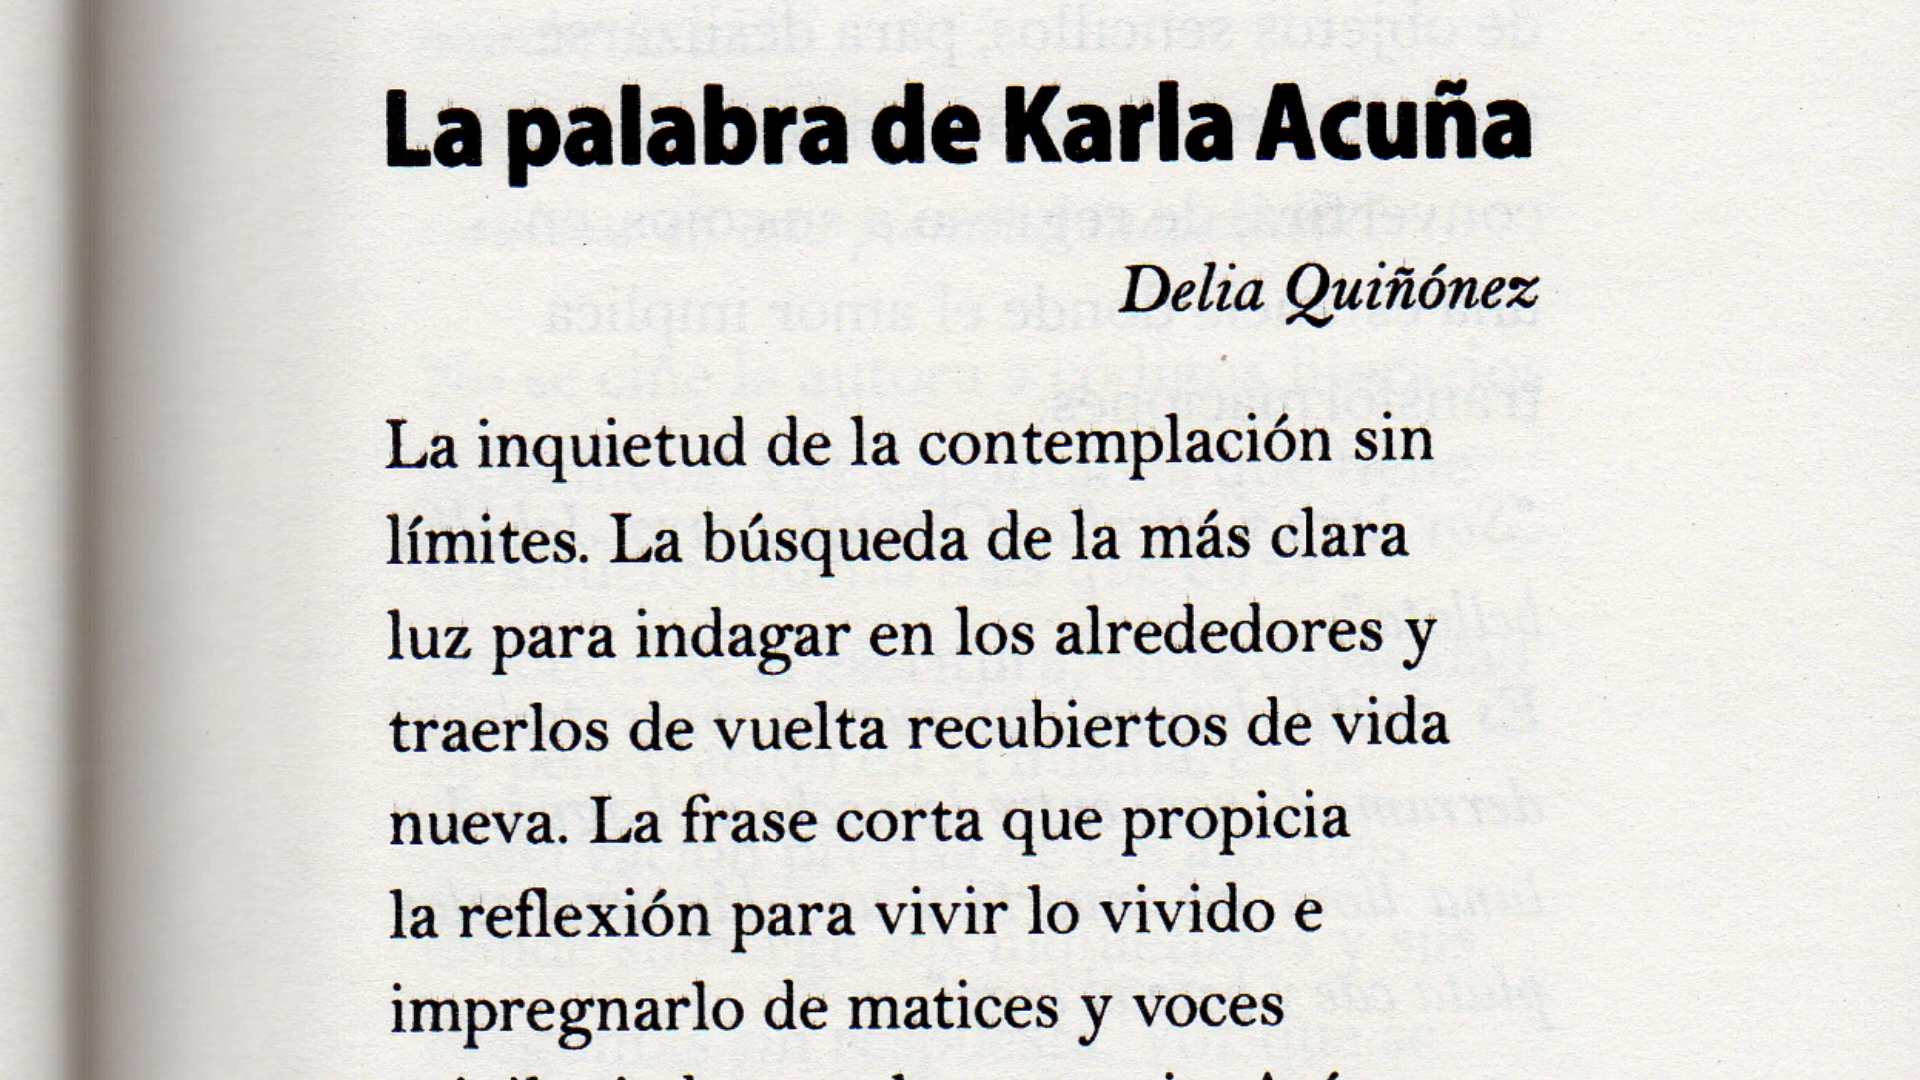 La palabra de Karla Acuña
Delia Quiñónez
La inquietud de la contemplación sin
límites. La búsqueda de la más clara
luz para indagar en los alrededores y
traerlos de vuelta recubiertos de vida
nueva. La frase corta que propicia
la reflexión para vivir lo vivido e
impregnarlo de matices y voces